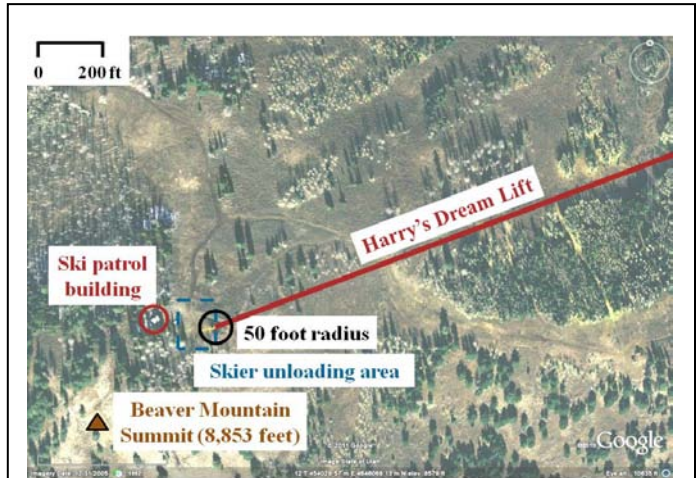 0 200 ft
Harry's Dream Lift
Ski patrol
building
50 foot radius
Skier unloading area
Beaver Mountain
Summit (8,853 feet)
Google